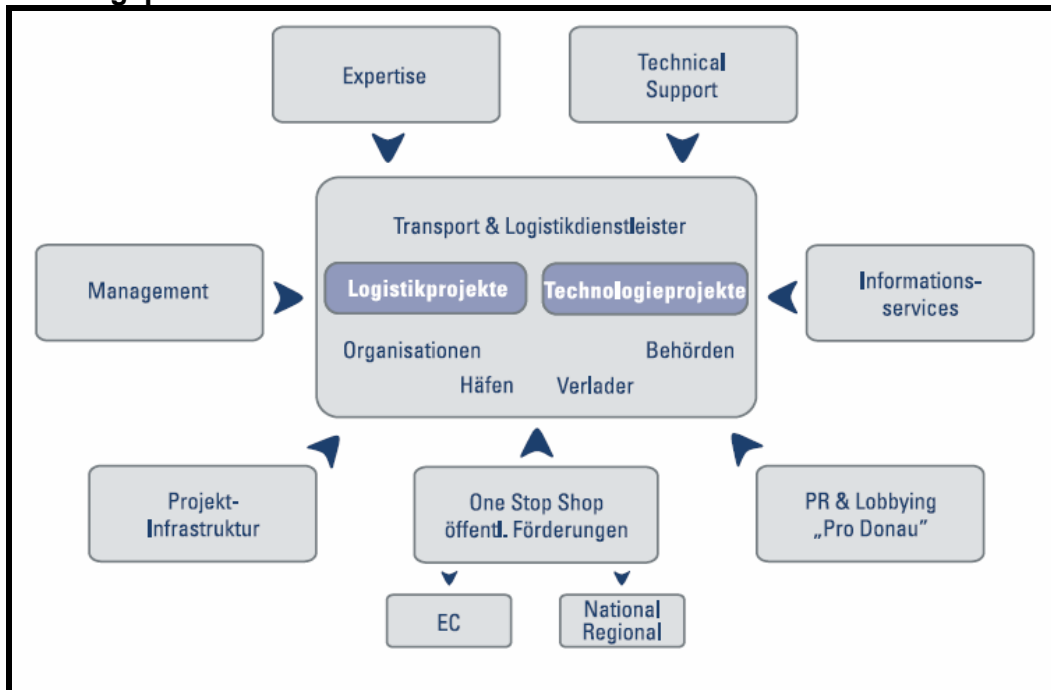 Expertise
Technical
Support
Transport & Logistikdienstleister
Management
Logistikprojekte
Technologieprojekte
Informations-
services
Organisationen
Behörden
Häfen
Verlader
Projekt-
Infrastruktur
One Stop Shop
öffentl. Förderungen
PR & Lobbying
„Pro Donau”
EC
National
Regional